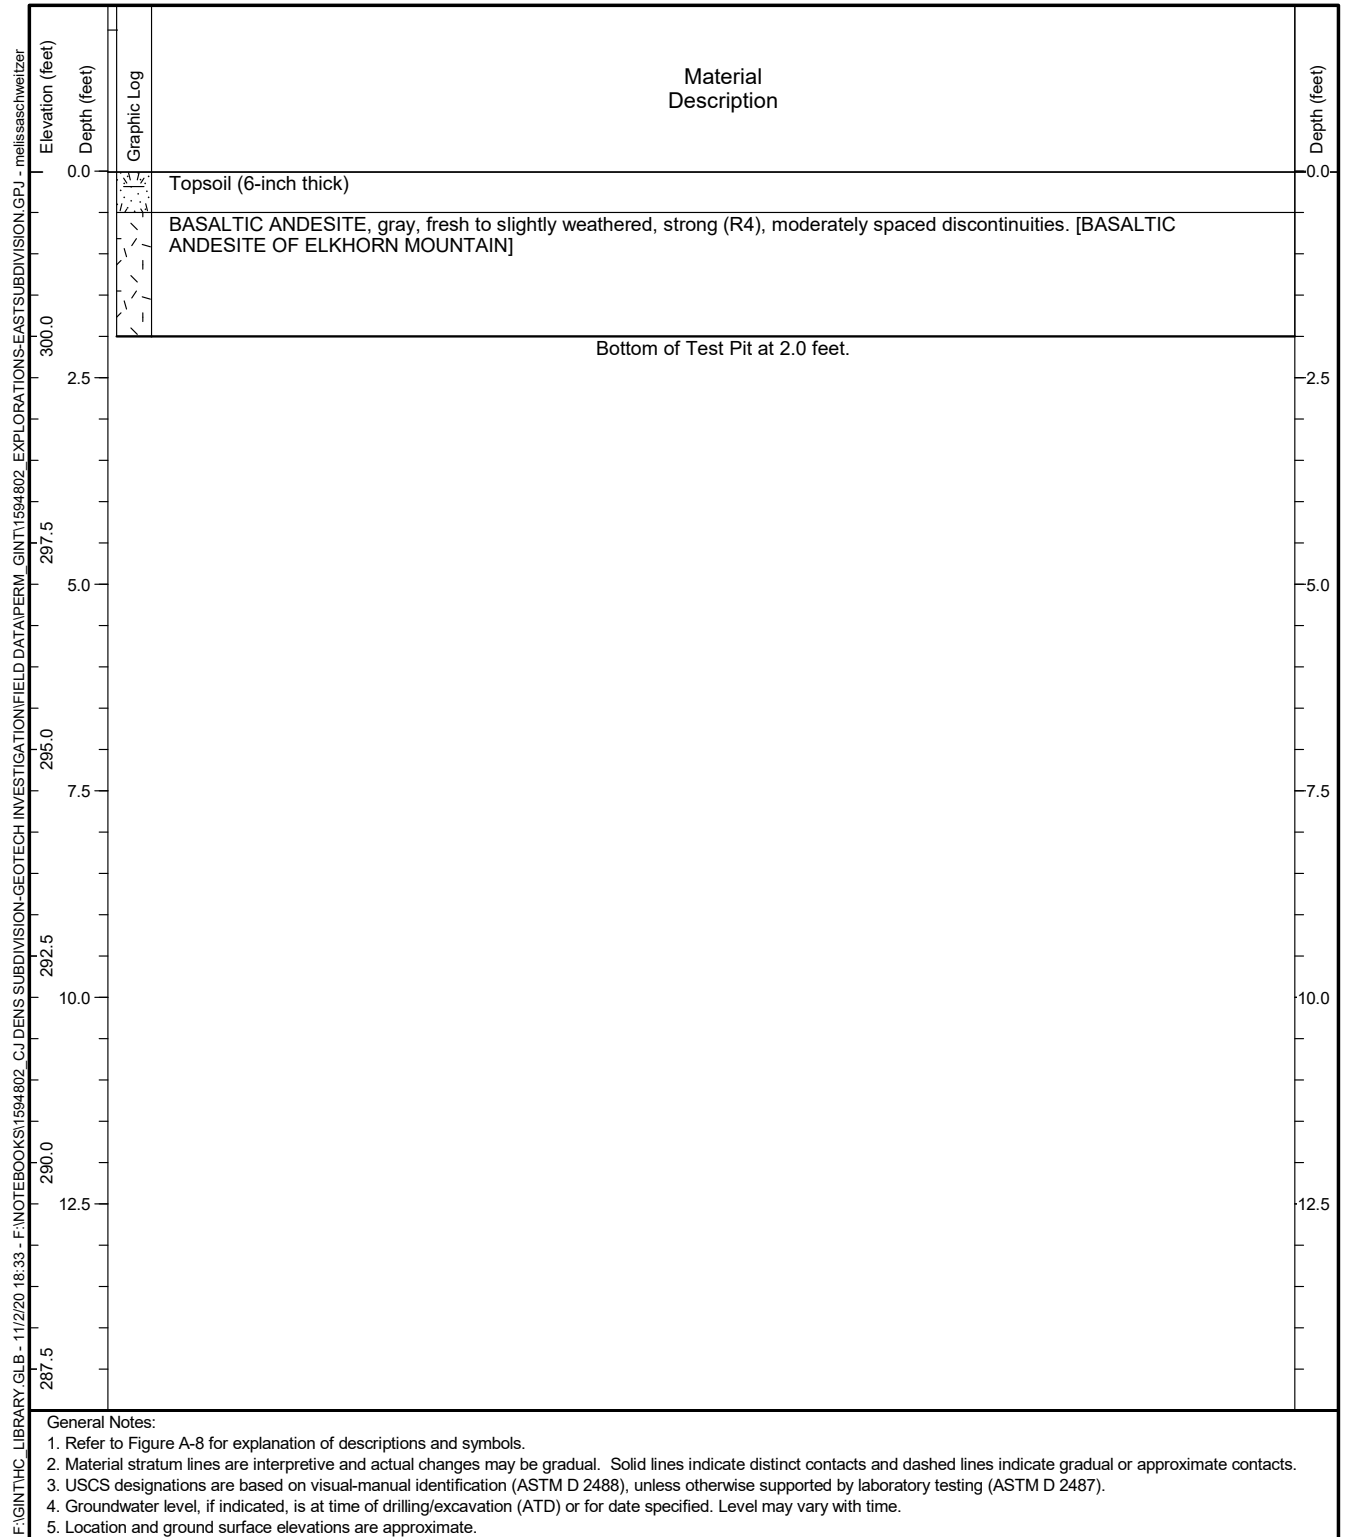 F:\GINT\HC_LIBRARY.GLB - 11/2/20 18:33 - F:\NOTEBOOKS\1594802_CJ DENS SUBDIVISION-GEOTECH INVESTIGATION\FIELD DATA\PERM_GINT\1594802_EXPLORATIONS-EASTSUBDIVISION.GPJ - melissaschweitzer
Elevation (feet)
Depth (feet)
Graphic Log
Material
Description
Depth (feet)
0.0
Topsoil (6-inch thick)
0.0
BASALTIC ANDESITE, gray, fresh to slightly weathered, strong (R4), moderately spaced discontinuities. [BASALTIC
ANDESITE OF ELKHORN MOUNTAIN]
300.0
Bottom of Test Pit at 2.0 feet.
2.5
2.5
297.5
5.0
5.0
295.0
7.5
7.5
292.5
10.0
10.0
290.0
12.5
12.5
287.5
General Notes:
1. Refer to Figure A-8 for explanation of descriptions and symbols.
2. Material stratum lines are interpretive and actual changes may be gradual. Solid lines indicate distinct contacts and dashed lines indicate gradual or approximate contacts.
3. USCS designations are based on visual-manual identification (ASTM D 2488), unless otherwise supported by laboratory testing (ASTM D 2487).
4. Groundwater level, if indicated, is at time of drilling/excavation (ATD) or for date specified. Level may vary with time.
5. Location and ground surface elevations are approximate.